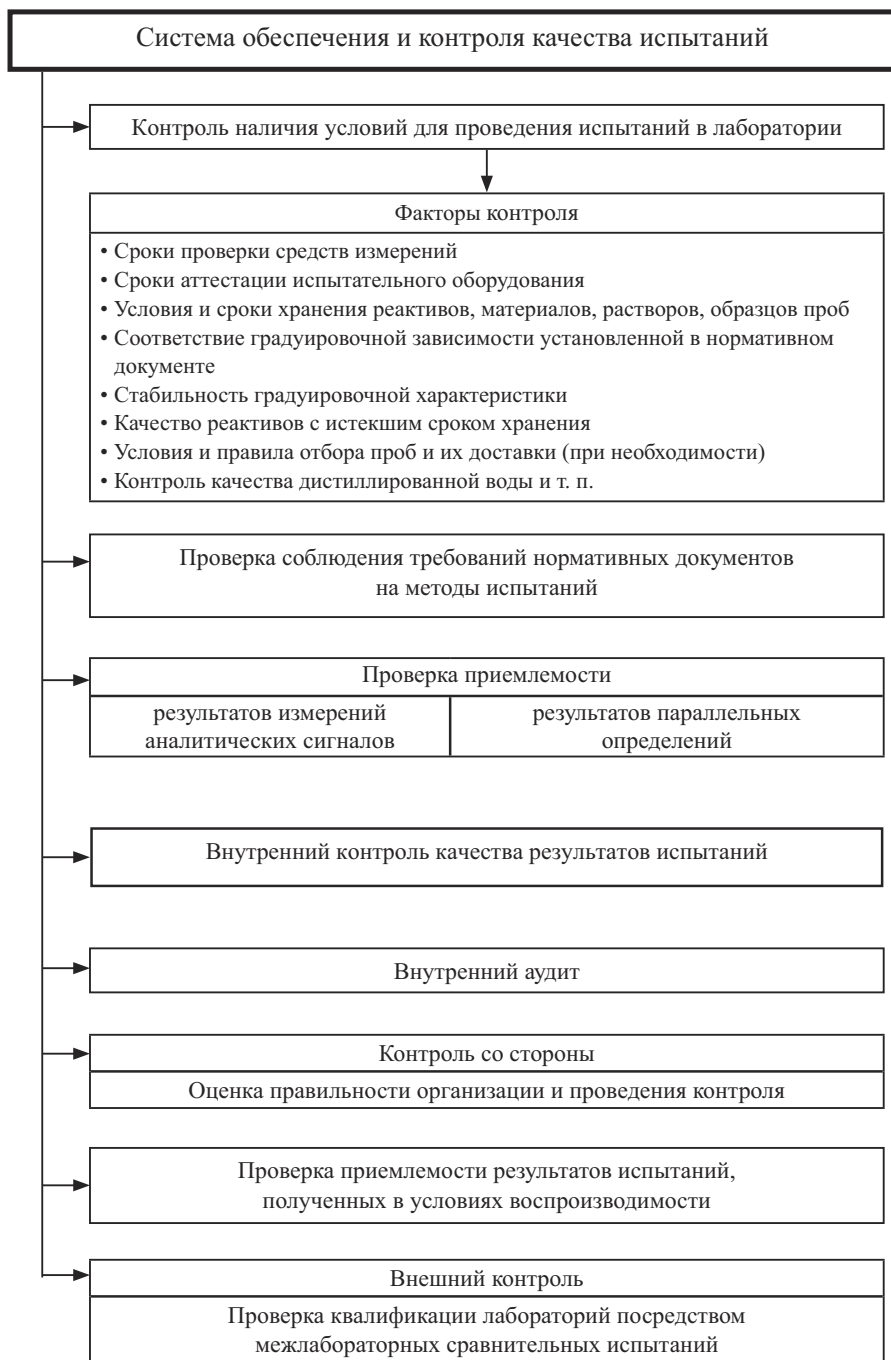 Система обеспечения и контроля качества испытаний
Контроль наличия условий для проведения испытаний в лаборатории
Факторы контроля
• Сроки проверки средств измерений
• Сроки аттестации испытательного оборудования
• Условия и сроки хранения реактивов, материалов, растворов, образцов проб
• Соответствие градуировочной зависимости установленной в нормативном
документе
• Стабильность градуировочной характеристики
• Качество реактивов с истекшим сроком хранения
• Условия и правила отбора проб и их доставки (при необходимости)
• Контроль качества дистиллированной воды и т. п.
Проверка соблюдения требований нормативных документов
на методы испытаний
Проверка приемлемости
результатов измерений
аналитических сигналов
результатов параллельных
определений
Внутренний контроль качества результатов испытаний
Внутренний аудит
Контроль со стороны
Оценка правильности организации и проведения контроля
Проверка приемлемости результатов испытаний,
полученных в условиях воспроизводимости
Внешний контроль
Проверка квалификации лабораторий посредством
межлабораторных сравнительных испытаний